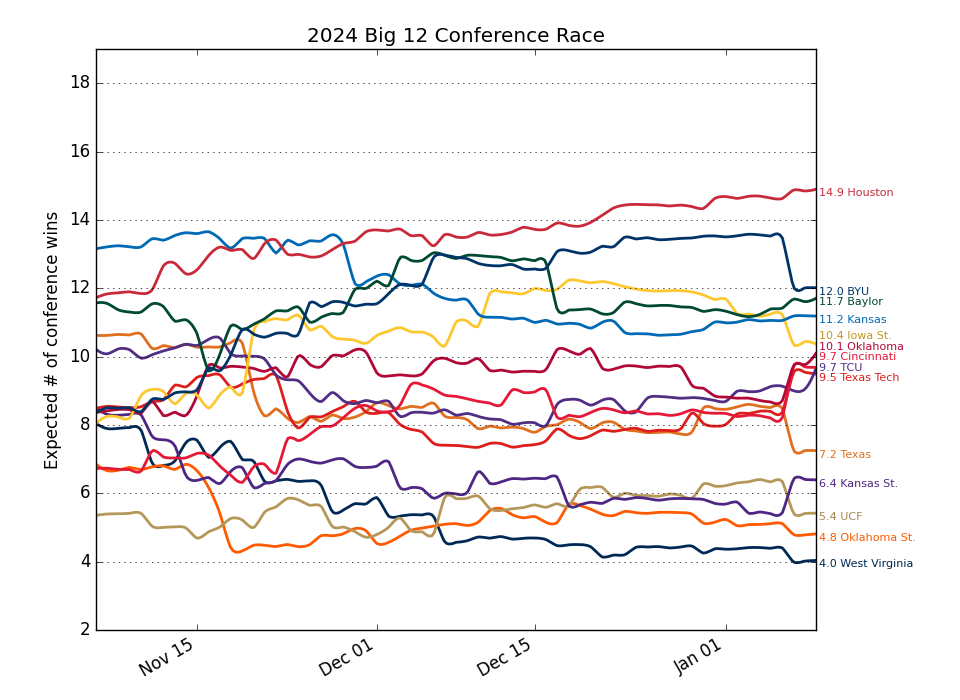 2024 Big 12 Conference Race
Expected # of conference wins
18
16
14
12
10
8
6
4
2
14.9 Houston
12.0 BYU
11.7 Baylor
11.2 Kansas
10.4 Iowa St.
10.1 Oklahoma
9.7 Cincinnati
9.7 TCU
9.5 Texas Tech
7.2 Texas
6.4 Kansas St.
5.4 UCF
4.8 Oklahoma St.
4.0 West Virginia
Nov 15
Dec 01
Dec 15
Jan 01